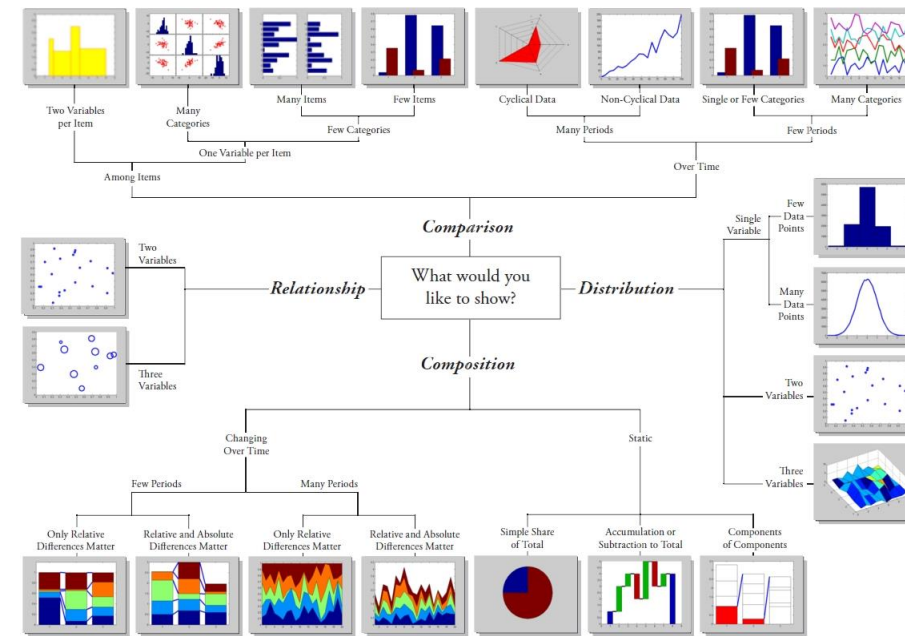 Two Variables
per Item
Many
Categories
Many Items
Few Items
Cyclical Data
Non-Cyclical Data
Single or Few Categories
Many Categories
Few Categories
Many Periods
Few Periods
One Variable per Item
Among Items
Over Time
Comparison
Few
Data
Points
Single
Variable
Two
Variables
Relationship
What would you
like to show?
Distribution
Many
Data
Points
Three
Variables
Composition
Two
Variables
Changing
Over Time
Static
Three
Variables
Few Periods
Many Periods
Only Relative
Differences Matter
Relative and Absolute
Differences Matter
Only Relative
Differences Matter
Relative and Absolute
Differences Matter
Simple Share
of Total
Accumulation or
Subtraction to Total
Components
of Components